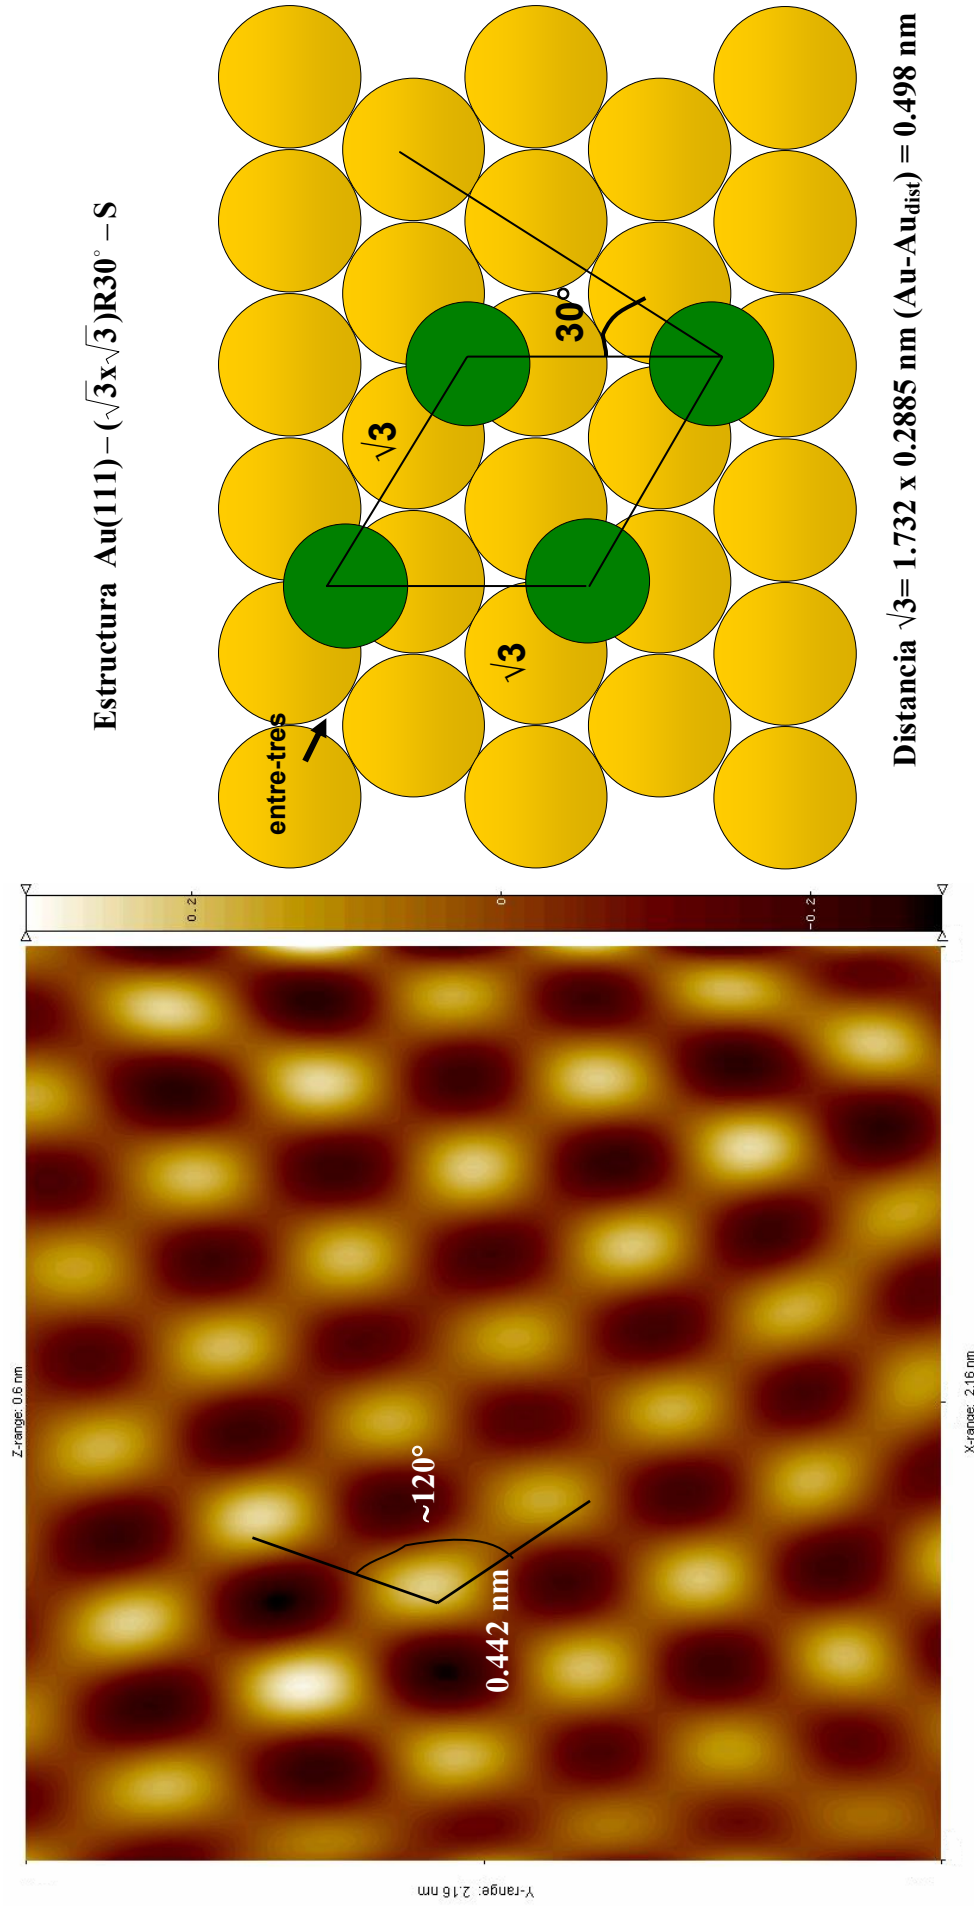 Z-range: 0.6 nm
~120°
0.442 nm
Y-range: 2.16 nm
X-range: 2.16 nm
0.2
0
-0.2
Estructura Au(111) – (√3x√3)R30° – S
entre-tres
√3
√3
30°
Distancia √3= 1.732 x 0.2885 nm (Au-Au_dist) = 0.498 nm